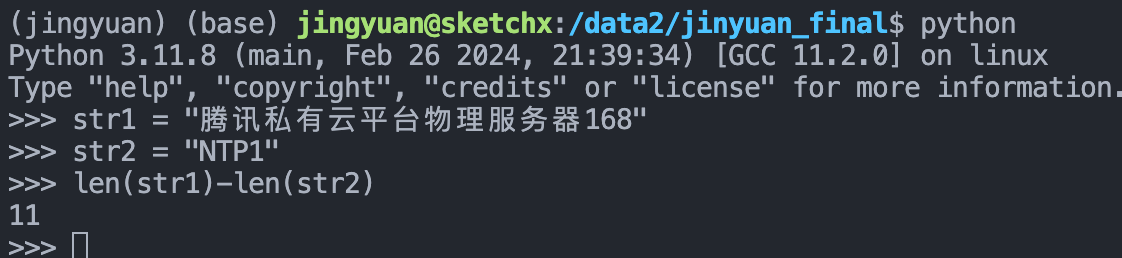 (jingyuan) (base) jingyuan@sketchx:/data2/jinyuan_final$ python
Python 3.11.8 (main, Feb 26 2024, 21:39:34) [GCC 11.2.0] on linux
Type "help", "copyright", "credits" or "license" for more information.
>>> str1 = "腾讯私有云平台物理服务器168"
>>> str2 = "NTP1"
>>> len(str1)-len(str2)
11
>>>